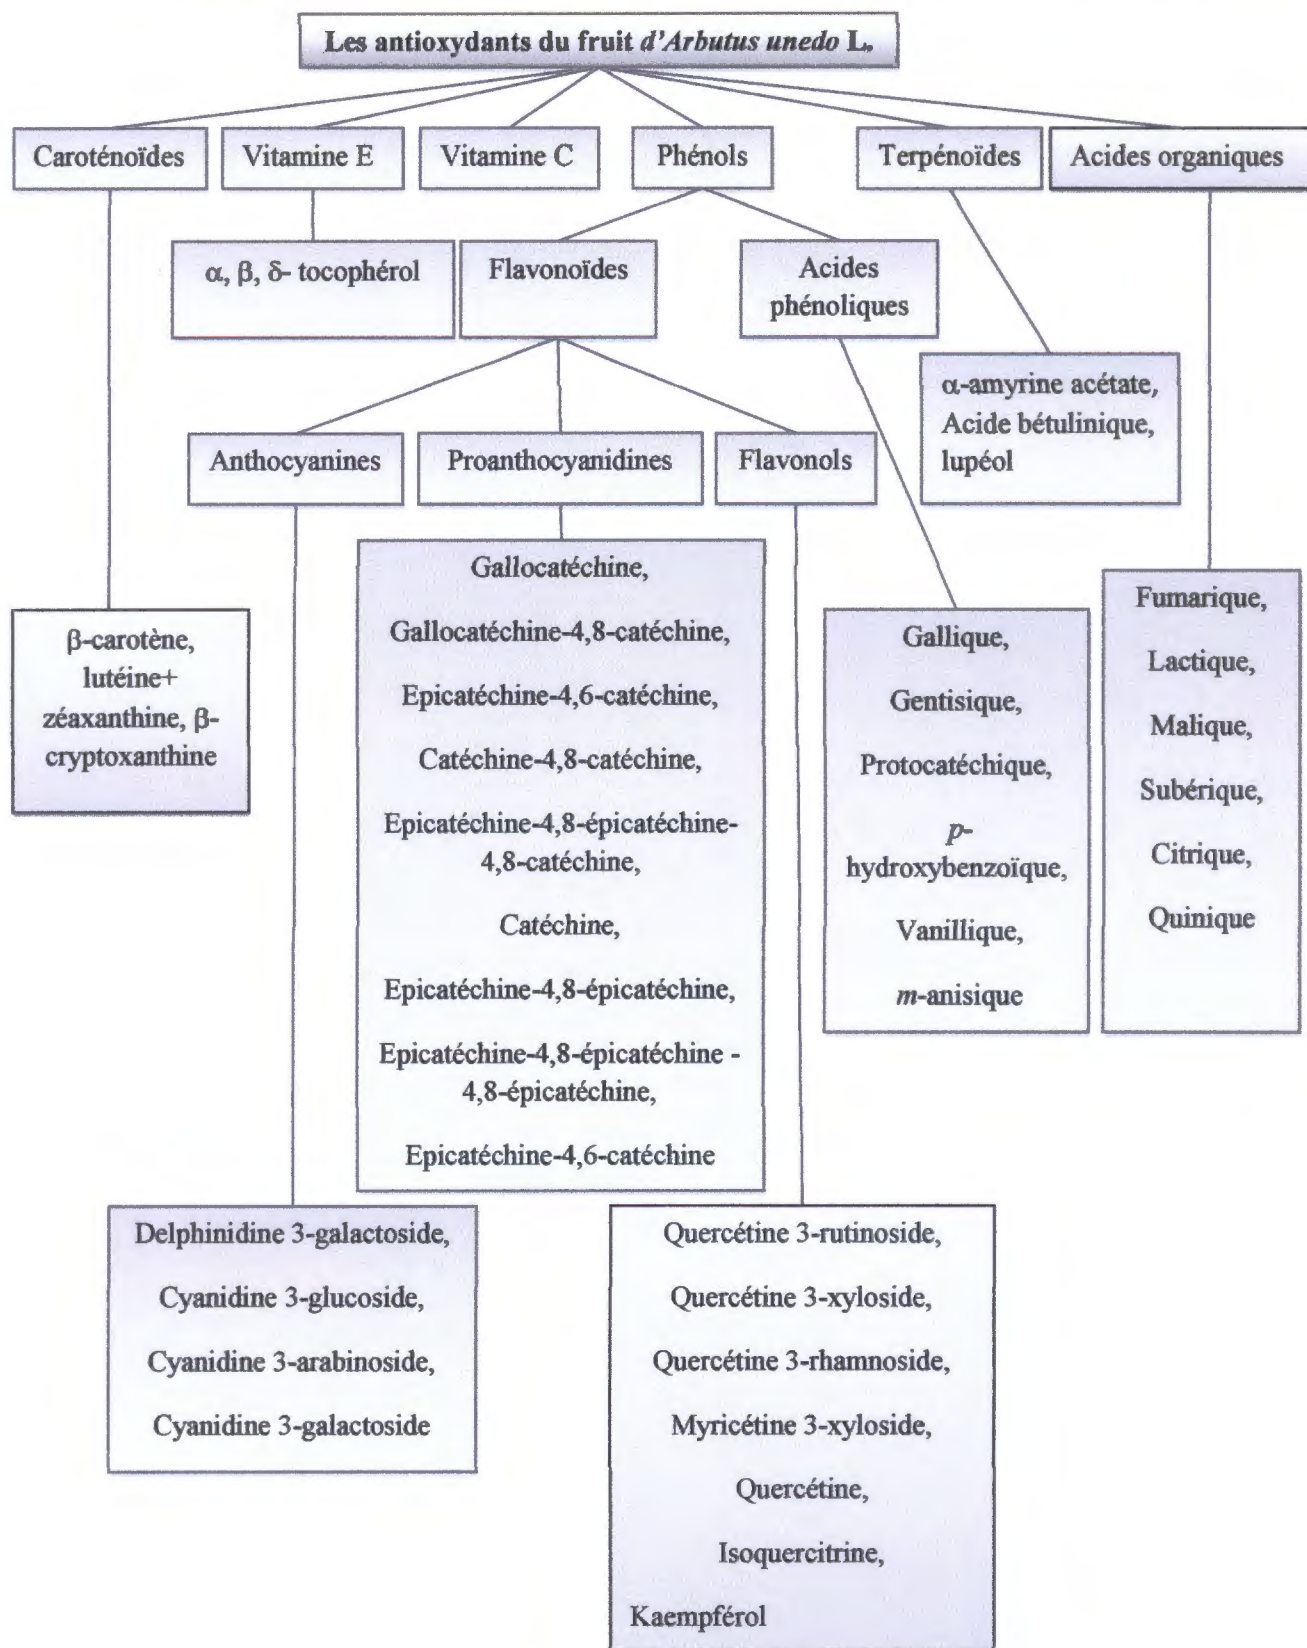 Les antioxydants du fruit d'Arbutus unedo L.
Caroténoïdes
Vitamine E
Vitamine C
Phénols
Terpénoïdes
Acides organiques
α, β, δ- tocophérol
Flavonoïdes
Acides
phénoliques
α-amyrine acétate,
Acide bétulinique,
lupéol
Anthocyanines
Proanthocyanidines
Flavonols
β-carotène,
lutéine+
zéaxanthine, β-
cryptoxanthine
Gallocatéchine,
Gallocatéchine-4,8-catéchine,
Epicatéchine-4,6-catéchine,
Catéchine-4,8-catéchine,
Epicatéchine-4,8-épicatéchine-
4,8-catéchine,
Catéchine,
Epicatéchine-4,8-épicatéchine,
Epicatéchine-4,8-épicatéchine -
4,8-épicatéchine,
Epicatéchine-4,6-catéchine
Gallique,
Gentisique,
Protocatéchique,
p-
hydroxybenzoïque,
Vanillique,
m-anisique
Fumarique,
Lactique,
Malique,
Subérique,
Citrique,
Quinique
Delphinidine 3-galactoside,
Cyanidine 3-glucoside,
Cyanidine 3-arabinoside,
Cyanidine 3-galactoside
Quercétine 3-rutinoside,
Quercétine 3-xyloside,
Quercétine 3-rhamnoside,
Myricétine 3-xyloside,
Quercétine,
Isoquercitrine,
Kaempférol